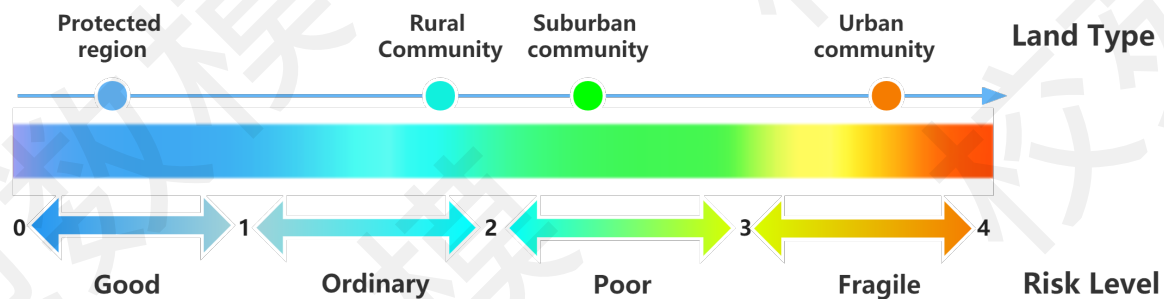 Protected
region
Rural
Community
Suburban
community
Urban
community
Land Type
0
1
2
3
4
Good
Ordinary
Poor
Fragile
Risk Level